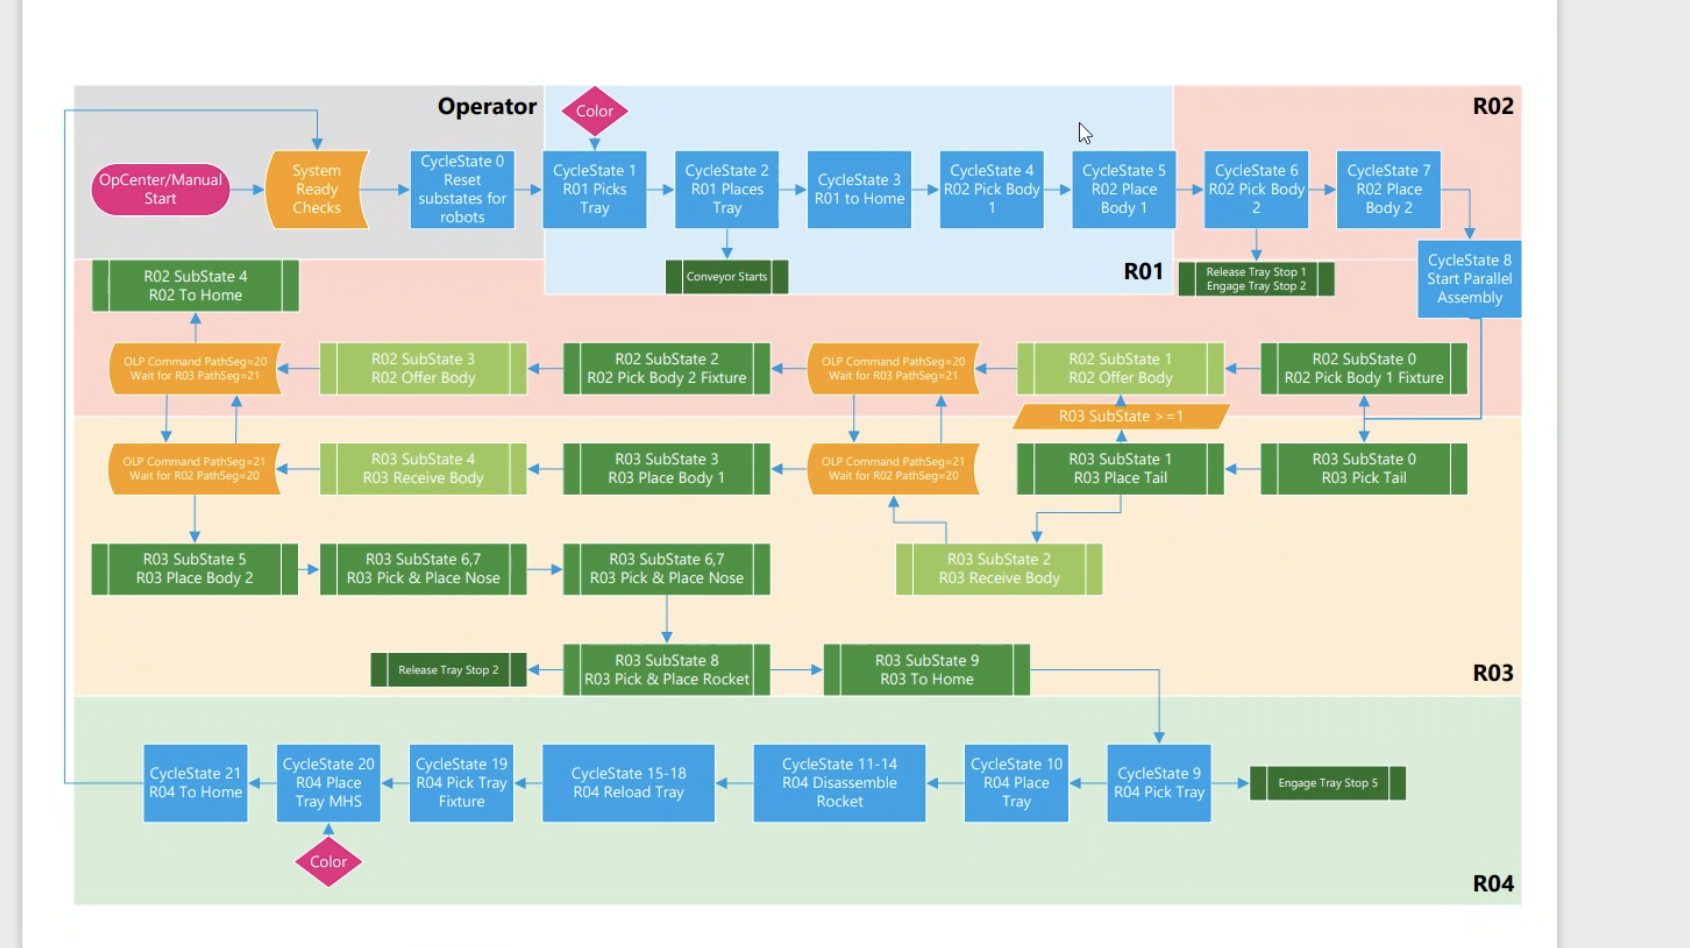 Operator
Color
R02
OpCenter/Manual
Start
System
Ready
Checks
CycleState 0
Reset
substates for
robots
CycleState 1
R01 Picks
Tray
CycleState 2
R01 Places
Tray
CycleState 3
R01 to Home
CycleState 4
R02 Pick Body
1
CycleState 5
R02 Place
Body 1
CycleState 6
R02 Pick Body
2
CycleState 7
R02 Place
Body 2
R02 SubState 4
R02 To Home
Conveyor Starts
R01
Release Tray Stop 1
Engage Tray Stop 2
CycleState 8
Start Parallel
Assembly
OLP Command PathSeg=20
Wait for R03 PathSeg=21
R02 SubState 3
R02 Offer Body
R02 SubState 2
R02 Pick Body 2 Fixture
OLP Command PathSeg=20
Wait for R03 PathSeg=21
R02 SubState 1
R02 Offer Body
R02 SubState 0
R02 Pick Body 1 Fixture
R03 SubState >=1
OLP Command PathSeg=21
Wait for R02 PathSeg=20
R03 SubState 4
R03 Receive Body
R03 SubState 3
R03 Place Body 1
OLP Command PathSeg=21
Wait for R02 PathSeg=20
R03 SubState 1
R03 Place Tail
R03 SubState 0
R03 Pick Tail
R03 SubState 5
R03 Place Body 2
R03 SubState 6,7
R03 Pick & Place Nose
R03 SubState 6,7
R03 Pick & Place Nose
R03 SubState 2
R03 Receive Body
Release Tray Stop 2
R03 SubState 8
R03 Pick & Place Rocket
R03 SubState 9
R03 To Home
R03
CycleState 21
R04 To Home
CycleState 20
R04 Place
Tray MHS
CycleState 19
R04 Pick Tray
Fixture
CycleState 15-18
R04 Reload Tray
CycleState 11-14
R04 Disassemble
Rocket
CycleState 10
R04 Place
Tray
CycleState 9
R04 Pick Tray
Engage Tray Stop 5
Color
R04